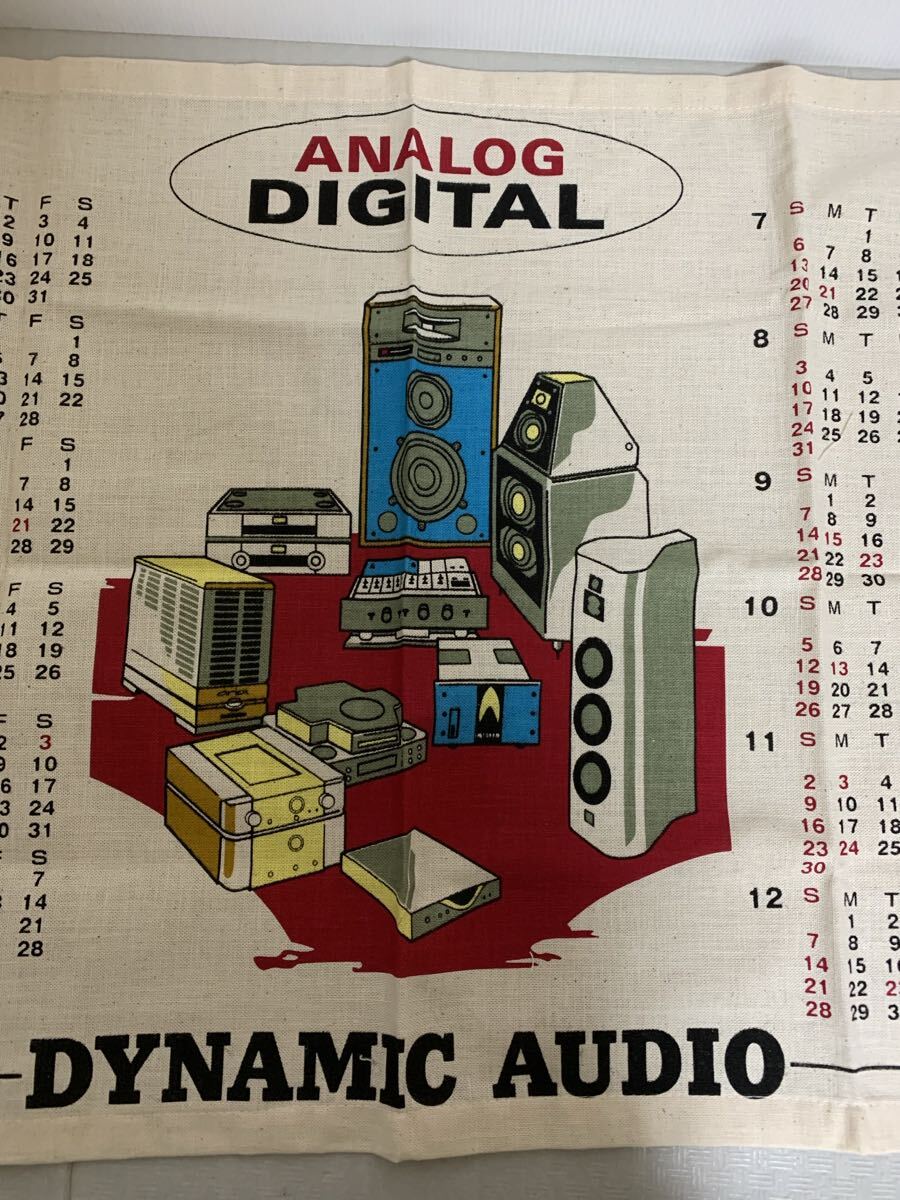 ANALOG
DIGITAL
T F S
2 3 4
9 10 11
16 17 18
23 24 25
30 31
T F S
1
7 8
13 14 15
21 22
28
F S
1
7 8
14 15
21 22
28 29
F S
4 5
11 12
18 19
25 26
F S
2 3
9 10
16 17
23 24
30 31
S
7
14
21
28
7 S M T
1
6 7 8
13 14 15
20 21 22
27 28 29
8 S M T
3 4 5
10 11 12
17 18 19
24 25 26
31
9 S M T
1 2
7 8 9
14 15 16
21 22 23
28 29 30
10 S M T
5 6 7
12 13 14
19 20 21
26 27 28
11 S M T
2 3 4
9 10 11
16 17 18
23 24 25
30
12 S M T
1 2
7 8 9
14 15 16
21 22
28 29
DYNAMIC AUDIO